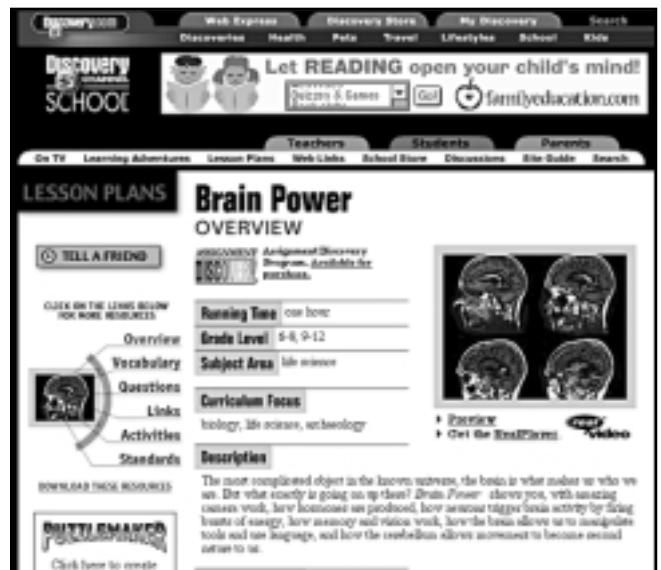 Discovery.com Web Express Discovery Store My Discovery Search
Discoveries Health Pets Travel Lifestyles School Kids
Discovery
CHANNEL
SCHOOL
Let READING open your child's mind!
Quizzes & Games Go!
familyeducation.com
Teachers Students Parents
On TV Learning Adventures Lesson Plans Web Links School Store Discussions Site Guide Search
LESSON PLANS
Brain Power
OVERVIEW
TELL A FRIEND
ASSIGNMENT
DISCOVERY
Assignment Discovery
Program. Available for
purchase.
CLICK ON THE LINKS BELOW
FOR MORE RESOURCES
Overview
Vocabulary
Questions
Links
Activities
Standards
DOWNLOAD THESE RESOURCES
PUZZLEMAKER
Click here to create
Running Time one hour
Grade Level 6-8, 9-12
Subject Area life science
Curriculum Focus
biology, life science, archeology
Preview
Get the RealPlayer.
real
video
Description
The most complicated object in the known universe, the brain is what makes us who we
are. But what exactly is going on up there? Brain Power shows you, with amazing
camera work, how hormones are produced, how neurons trigger brain activity by firing
bursts of energy, how memory and vision work, how the brain allows us to manipulate
tools and use language, and how the cerebellum allows movement to become second
nature to us.